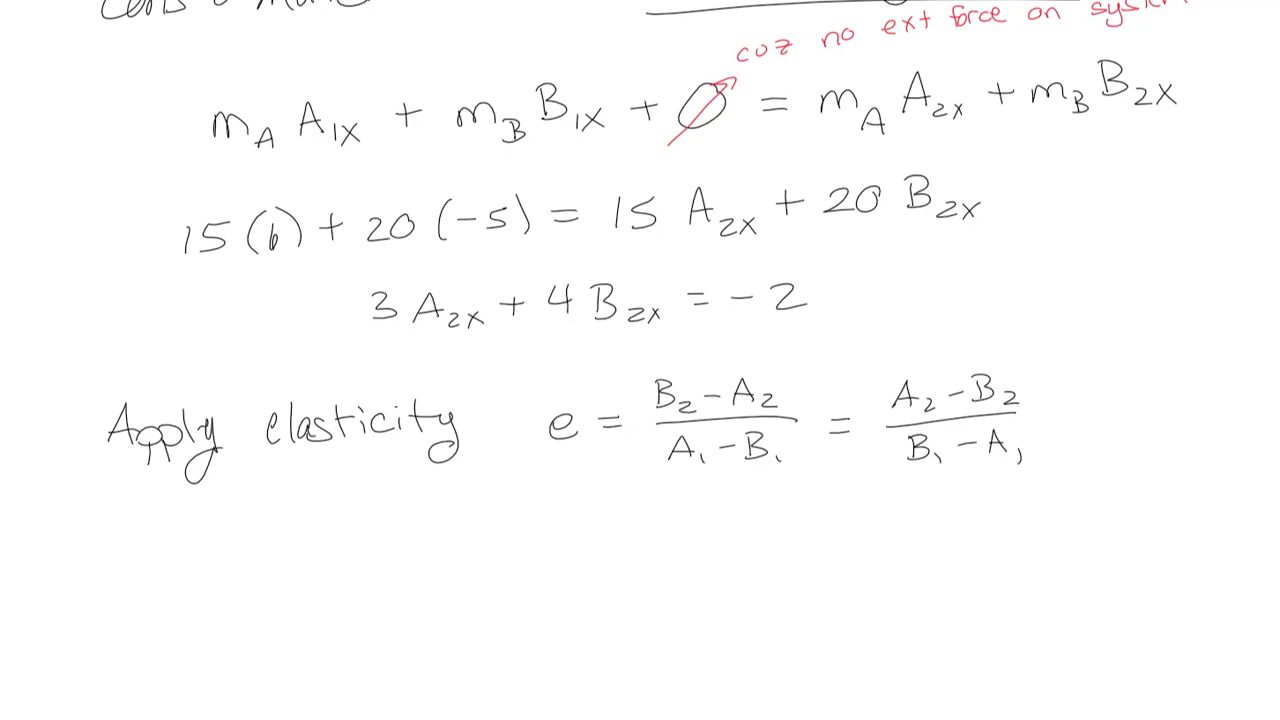 coz no ext force on system
m_A A_1x + m_B B_1x + 0 = m_A A_2x + m_B B_2x
15 (6) + 20 (-5) = 15 A_2x + 20 B_2x
3 A_2x + 4 B_2x = -2
Apply elasticity e = (B_2 - A_2) / (A_1 - B_1) = (A_2 - B_2) / (B_1 - A_1)